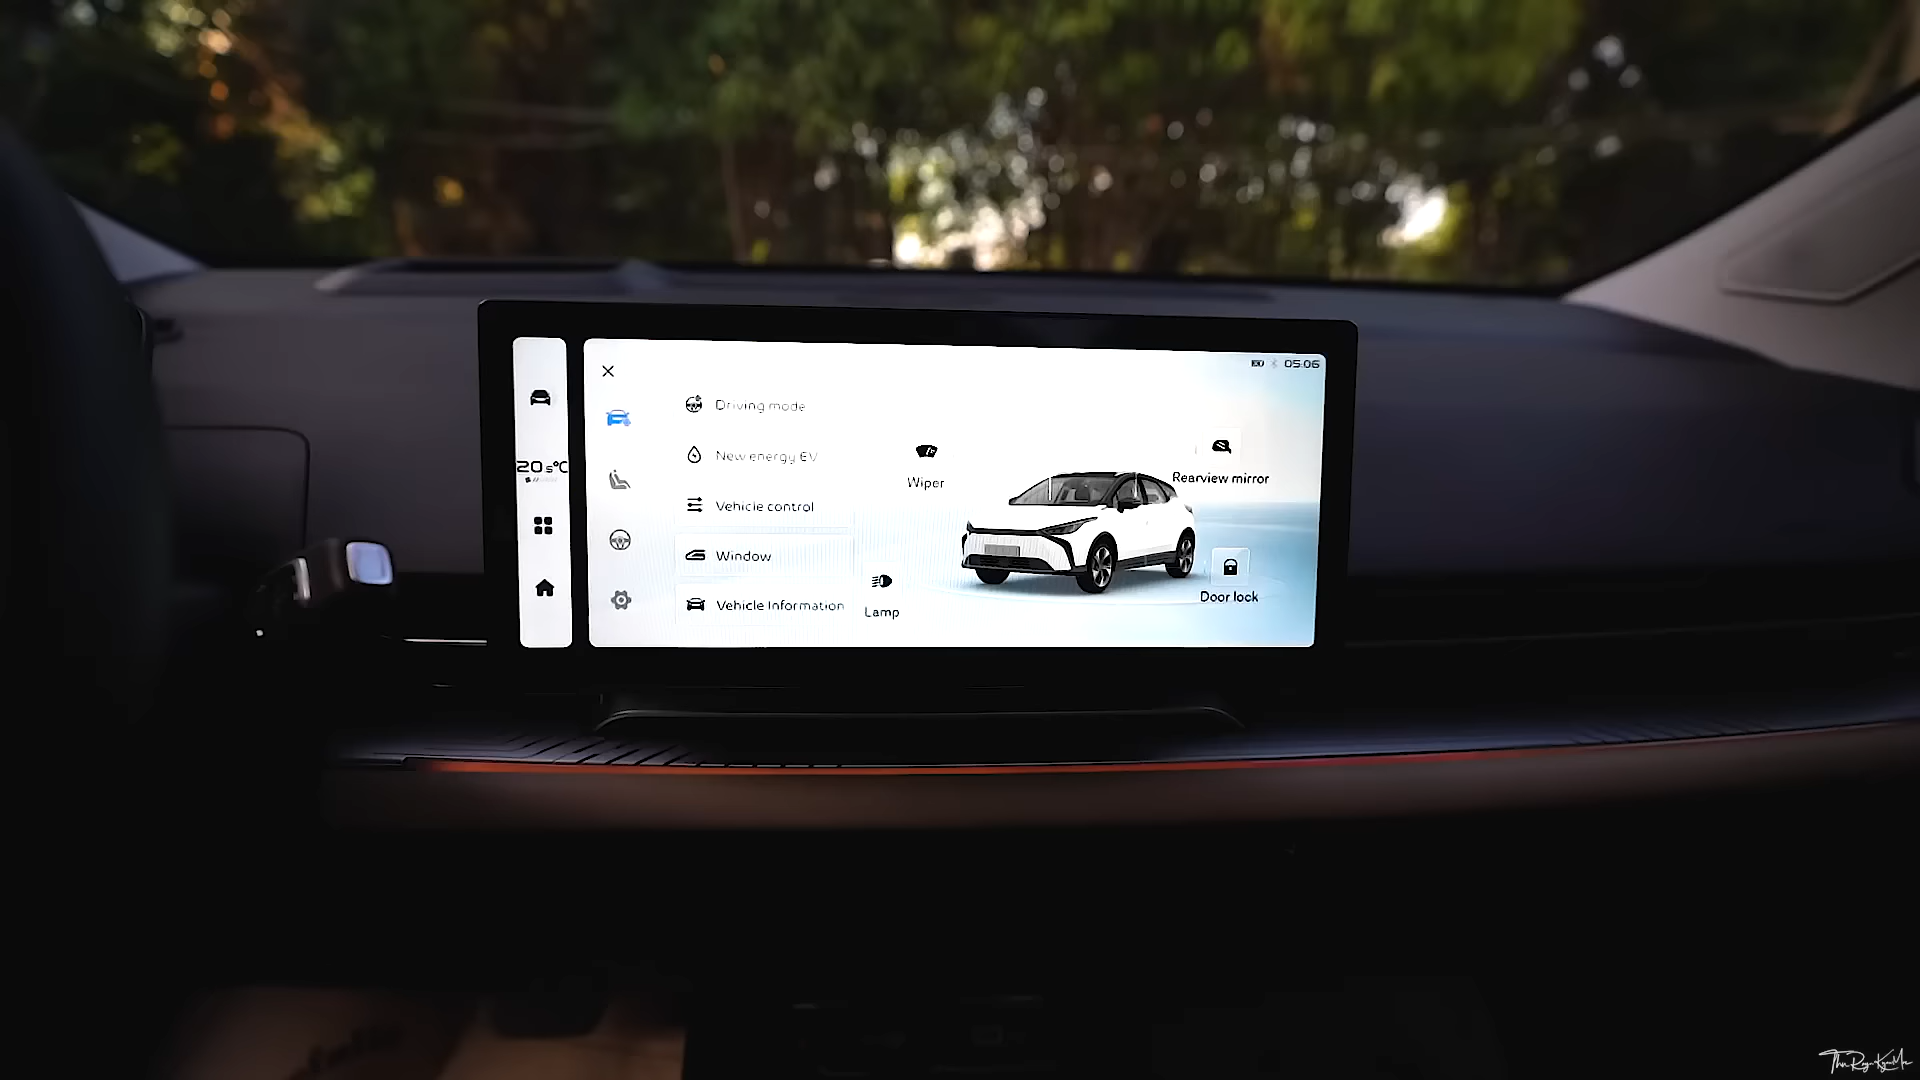 05:06
Driving mode
New energy EV
Vehicle control
Window
Vehicle Information
20.5°C
Wiper
Rearview mirror
Lamp
Door lock